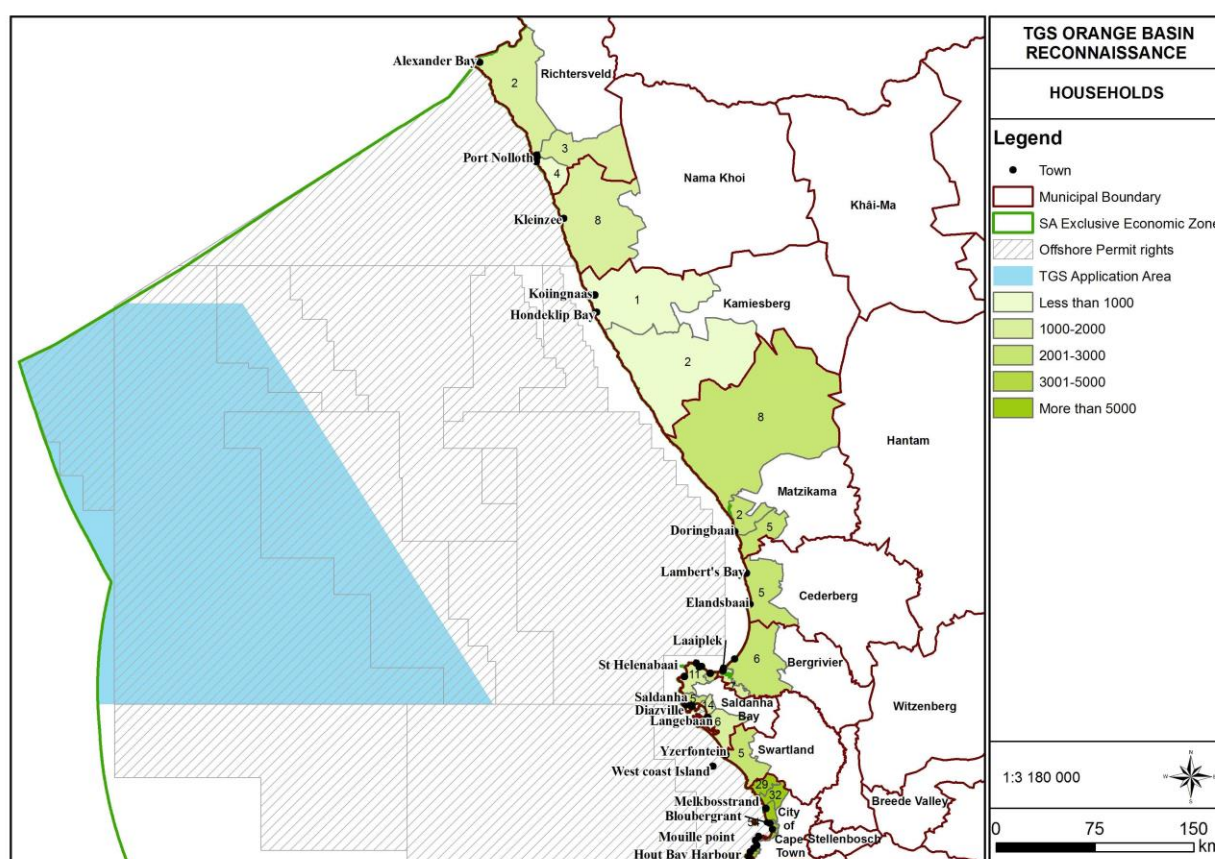 TGS ORANGE BASIN
RECONNAISSANCE
HOUSEHOLDS
Legend
Town
Municipal Boundary
SA Exclusive Economic Zone
Offshore Permit rights
TGS Application Area
Less than 1000
1000-2000
2001-3000
3001-5000
More than 5000
1:3 180 000
N
W
E
S
0 75 150
km
Alexander Bay
2
Richtersveld
Port Nolloth
3
4
Nama Khoi
Khâi-Ma
Kleinzee
8
Koiingnaas
1
Kamiesberg
Hondeklip Bay
2
8
Hantam
Matzikama
2
5
Doringbaai
Lambert's Bay
5
Cederberg
Elandsbaai
Laaiplek
6
Bergrivier
St Helenabaai
11
Witzenberg
Saldanha
5
4
Saldanha
Bay
Diazville
Langebaan
6
Swartland
Yzerfontein
5
West coast Island
29
32
Breede Valley
Melkbosstrand
City
of
Cape
Town
Bloubergrant
Stellenbosch
Mouille point
Hout Bay Harbour